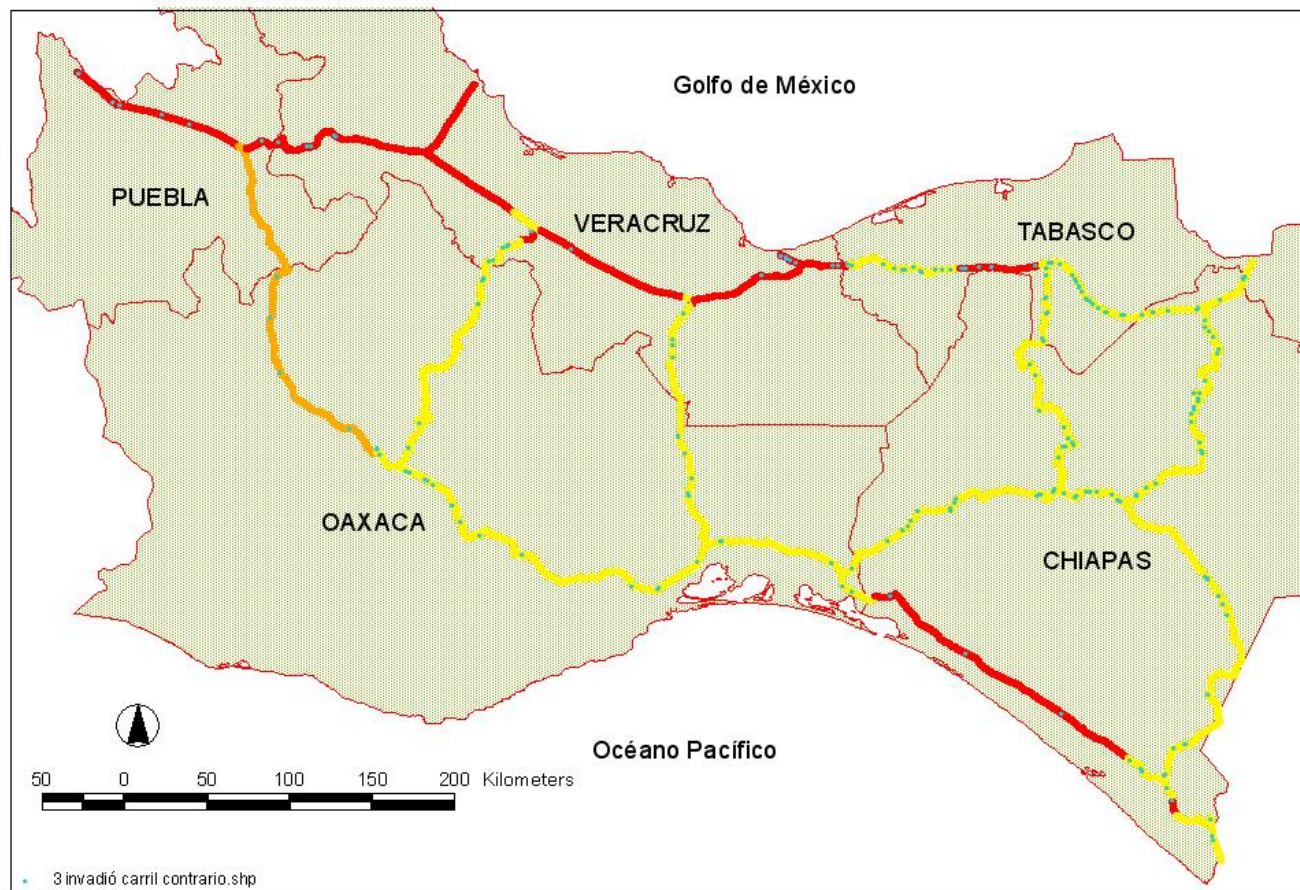 Golfo de México
PUEBLA
VERACRUZ
TABASCO
OAXACA
CHIAPAS
Océano Pacífico
50 0 50 100 150 200 Kilometers
3 invadió carril contrario.shp